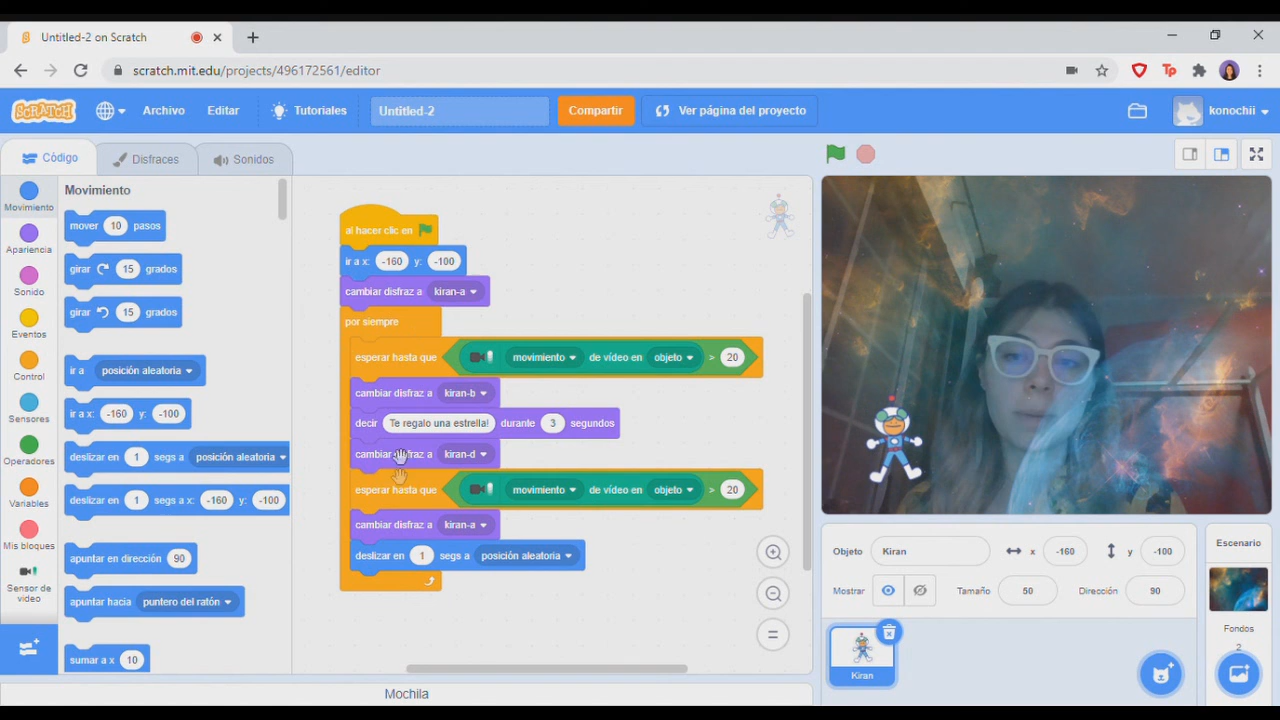 Untitled-2 on Scratch
scratch.mit.edu/projects/496172561/editor
Tp
SCRATCH
Archivo
Editar
Tutoriales
Untitled-2
Compartir
Ver página del proyecto
konochii
Código
Disfraces
Sonidos
Movimiento
Apariencia
Sonido
Eventos
Control
Sensores
Operadores
Variables
Mis bloques
Sensor de
video
Movimiento
mover 10 pasos
girar 15 grados
girar 15 grados
ir a posición aleatoria
ir a x: -160 y: -100
deslizar en 1 segs a posición aleatoria
deslizar en 1 segs a x: -160 y: -100
apuntar en dirección 90
apuntar hacia puntero del ratón
sumar a x 10
al hacer clic en
ir a x: -160 y: -100
cambiar disfraz a kiran-a
por siempre
esperar hasta que movimiento de vídeo en objeto > 20
cambiar disfraz a kiran-b
decir Te regalo una estrella! durante 3 segundos
cambiar disfraz a kiran-d
esperar hasta que movimiento de vídeo en objeto > 20
cambiar disfraz a kiran-a
deslizar en 1 segs a posición aleatoria
Mochila
Objeto Kiran x -160 y -100
Mostrar Tamaño 50 Dirección 90
Kiran
Escenario
Fondos
2